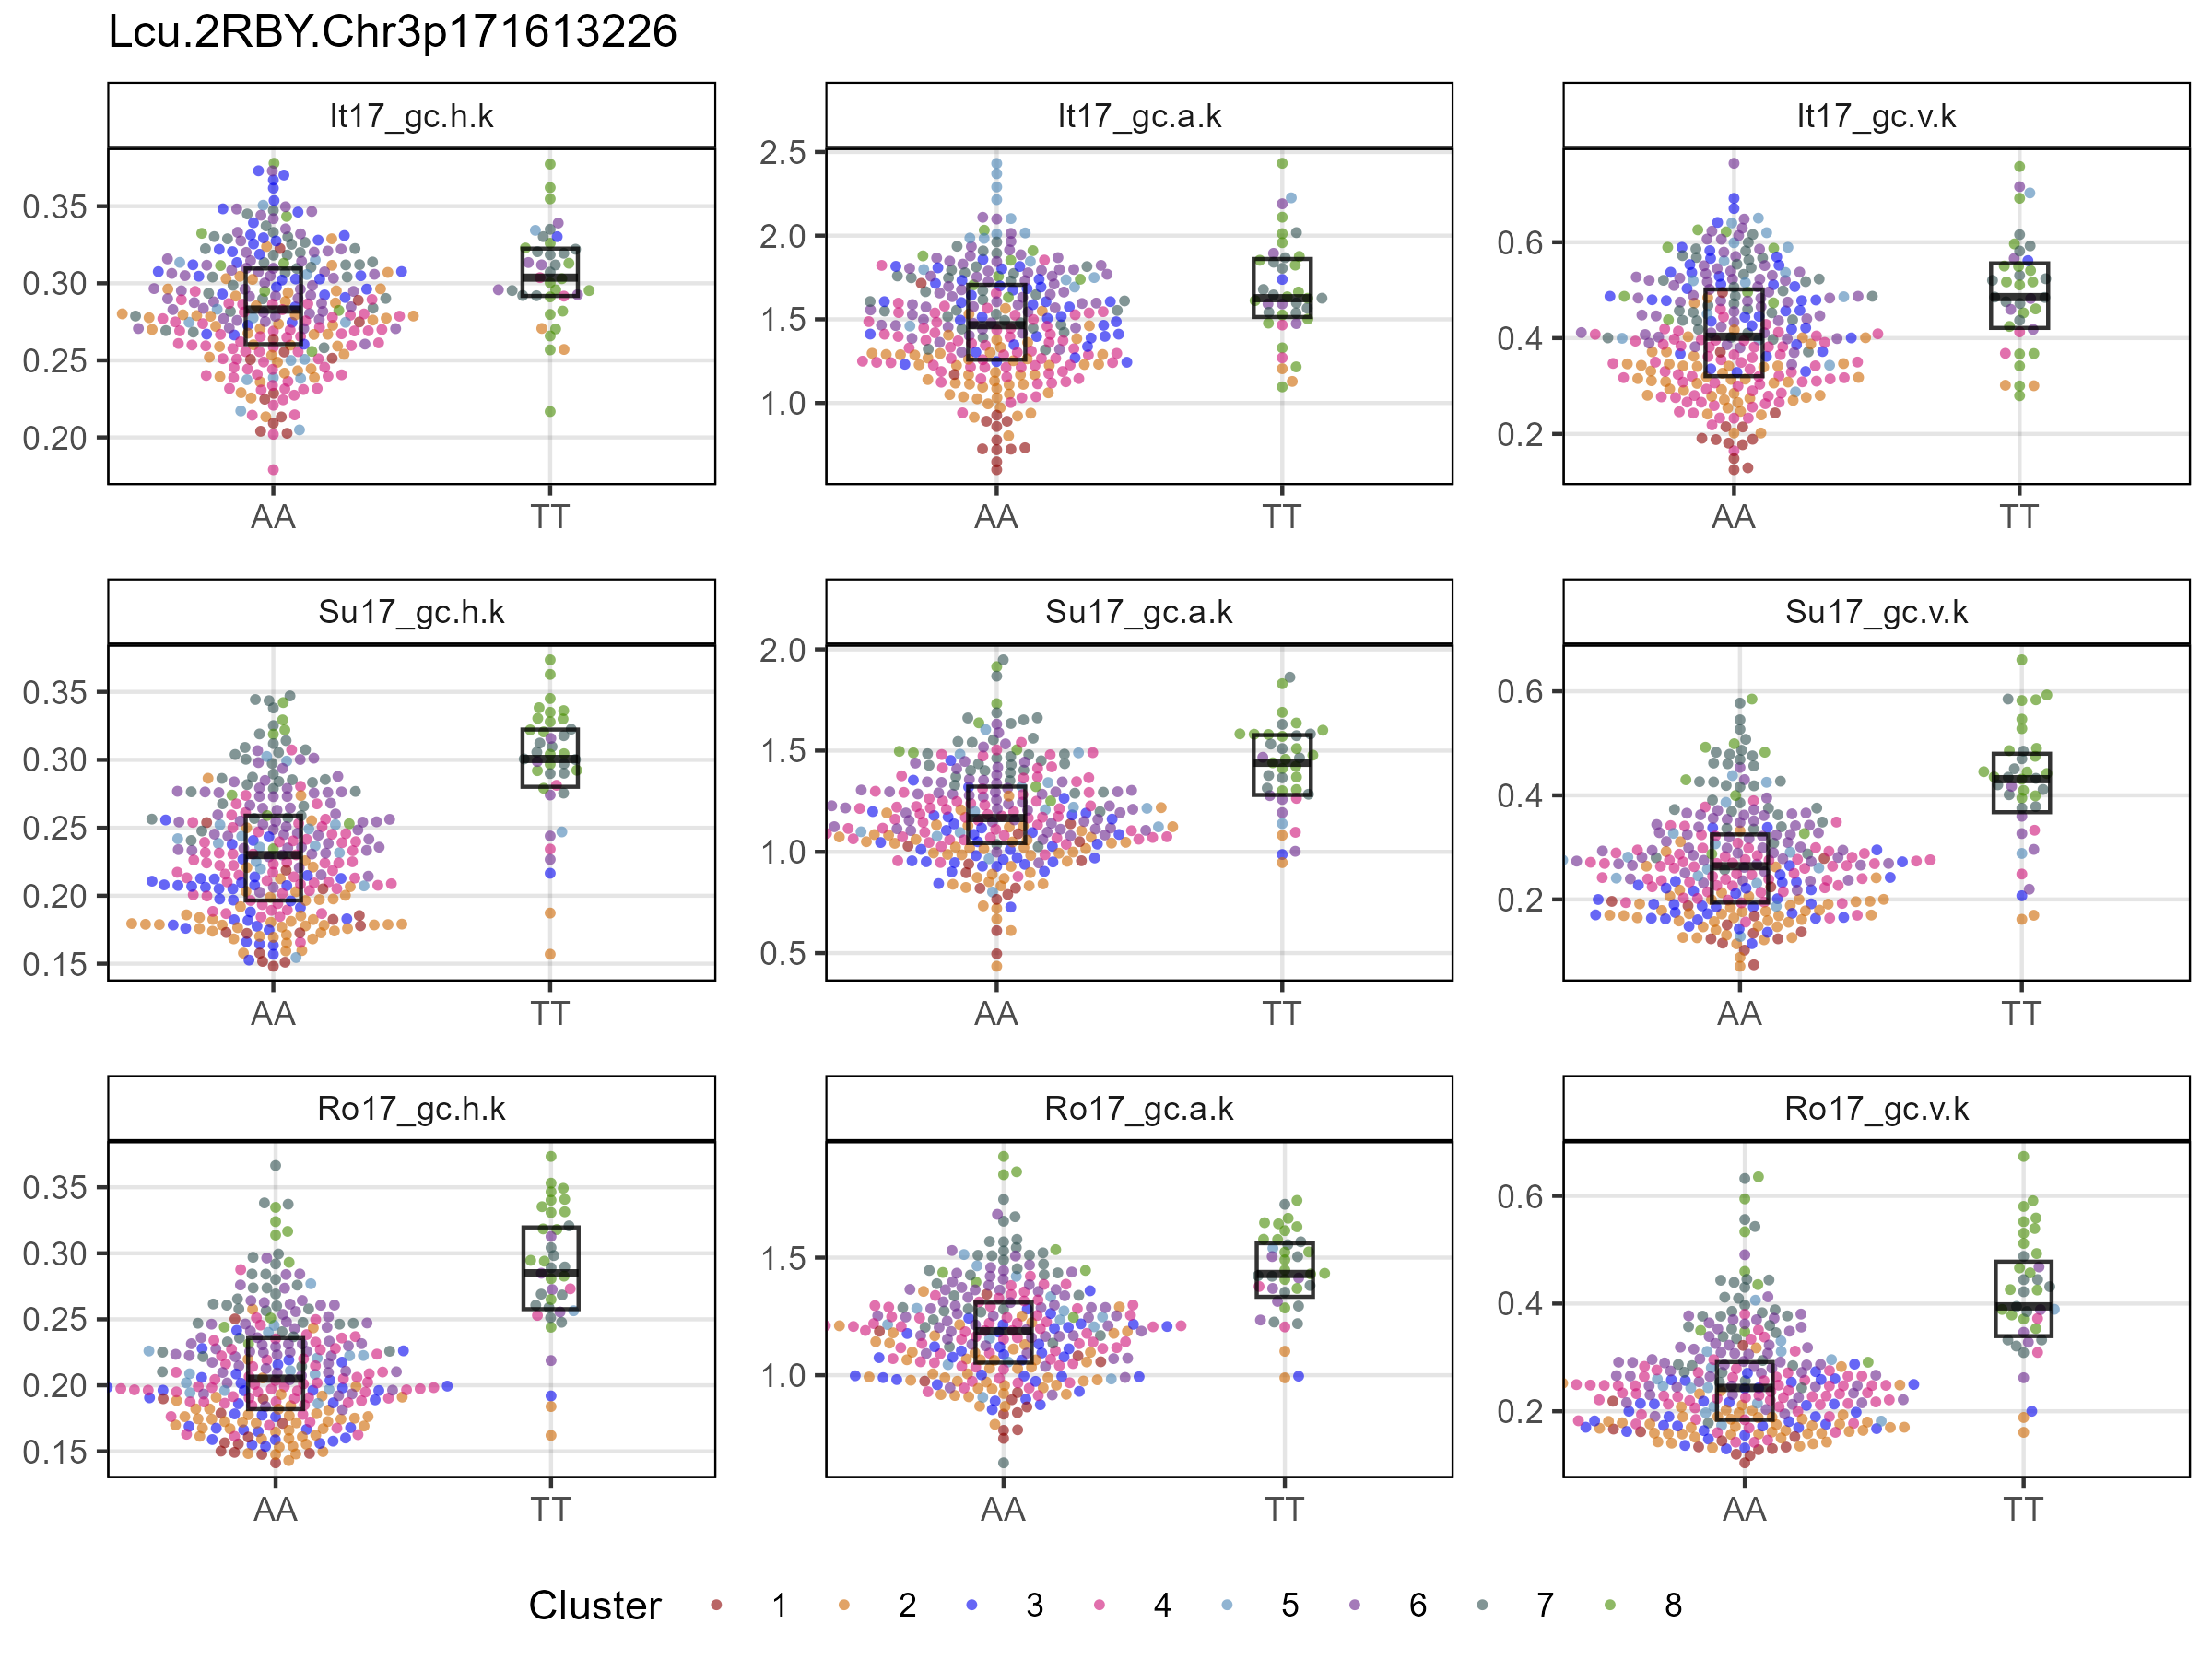 Lcu.2RBY.Chr3p171613226
It17_gc.h.k
It17_gc.a.k
It17_gc.v.k
0.35
0.30
0.25
0.20
2.5
2.0
1.5
1.0
0.6
0.4
0.2
AA
TT
AA
TT
AA
TT
Su17_gc.h.k
Su17_gc.a.k
Su17_gc.v.k
0.35
0.30
0.25
0.20
0.15
2.0
1.5
1.0
0.5
0.6
0.4
0.2
AA
TT
AA
TT
AA
TT
Ro17_gc.h.k
Ro17_gc.a.k
Ro17_gc.v.k
0.35
0.30
0.25
0.20
0.15
1.5
1.0
0.6
0.4
0.2
AA
TT
AA
TT
AA
TT
Cluster 1 2 3 4 5 6 7 8